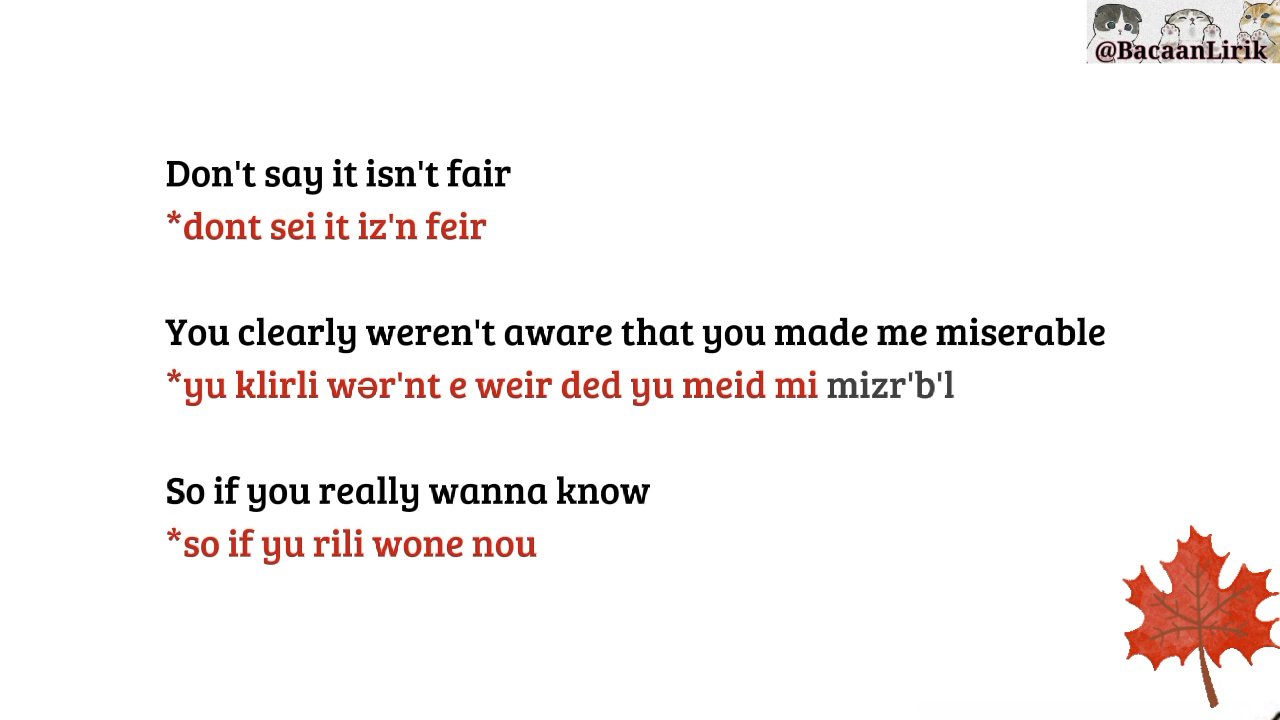 @BacaanLirik
Don't say it isn't fair
*dont sei it iz'n feir
You clearly weren't aware that you made me miserable
*yu klirli wər'nt e weir ded yu meid mi mizr'b'l
So if you really wanna know
*so if yu rili wone nou